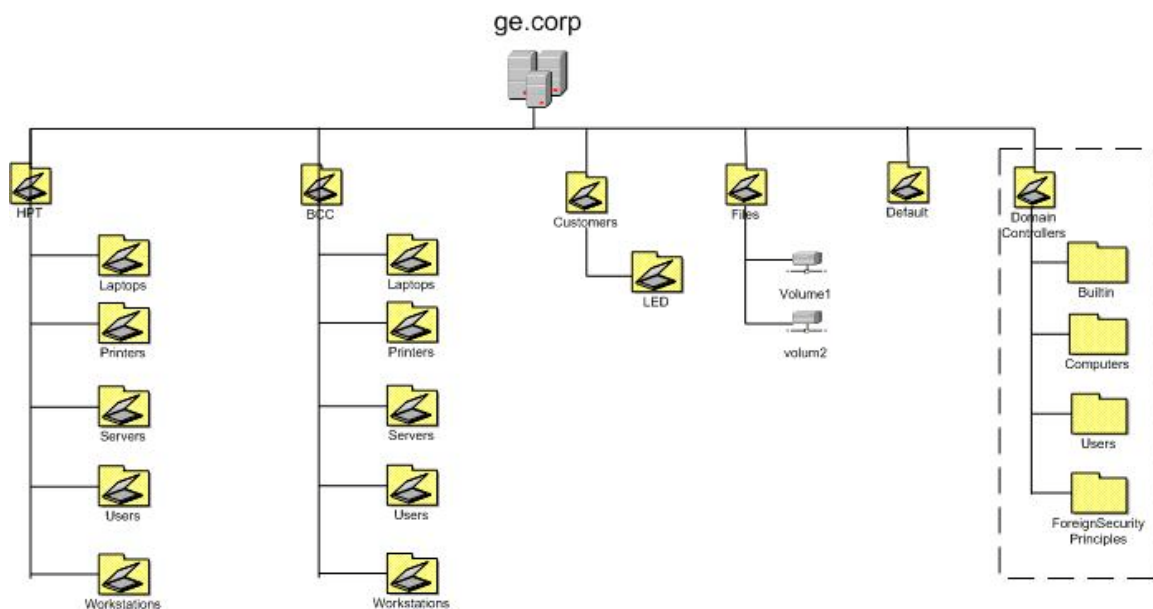 ge.corp
HPT
BCC
Customers
Files
Default
Domain
Controllers
Laptops
Printers
Servers
Users
Workstations
Laptops
Printers
Servers
Users
Workstations
LED
Volume1
volum2
Builtin
Computers
Users
ForeignSecurity
Principles